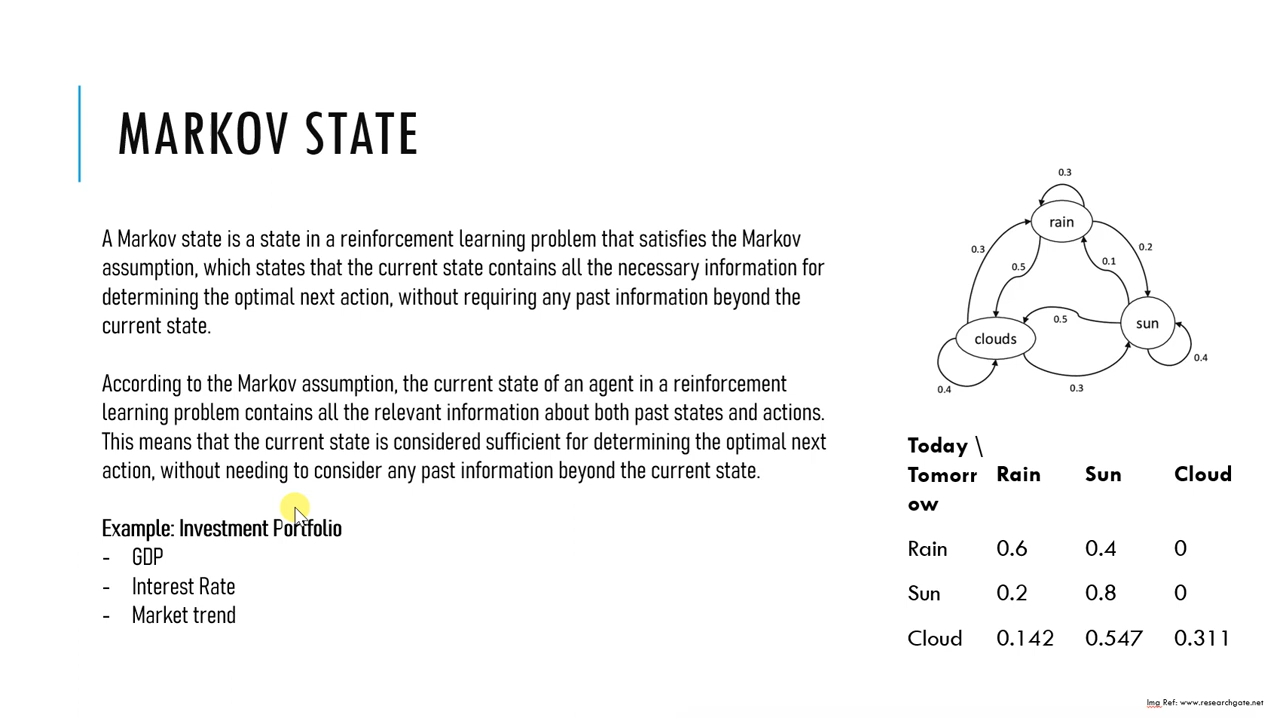 MARKOV STATE
A Markov state is a state in a reinforcement learning problem that satisfies the Markov
assumption, which states that the current state contains all the necessary information for
determining the optimal next action, without requiring any past information beyond the
current state.
According to the Markov assumption, the current state of an agent in a reinforcement
learning problem contains all the relevant information about both past states and actions.
This means that the current state is considered sufficient for determining the optimal next
action, without needing to consider any past information beyond the current state.
Example: Investment Portfolio
- GDP
- Interest Rate
- Market trend
0.3
rain
0.3
0.2
0.5
0.1
0.5
sun
clouds
0.4
0.4
0.3
Today \
Tomorr Rain Sun Cloud
ow
Rain 0.6 0.4 0
Sun 0.2 0.8 0
Cloud 0.142 0.547 0.311
Img Ref: www.researchgate.net